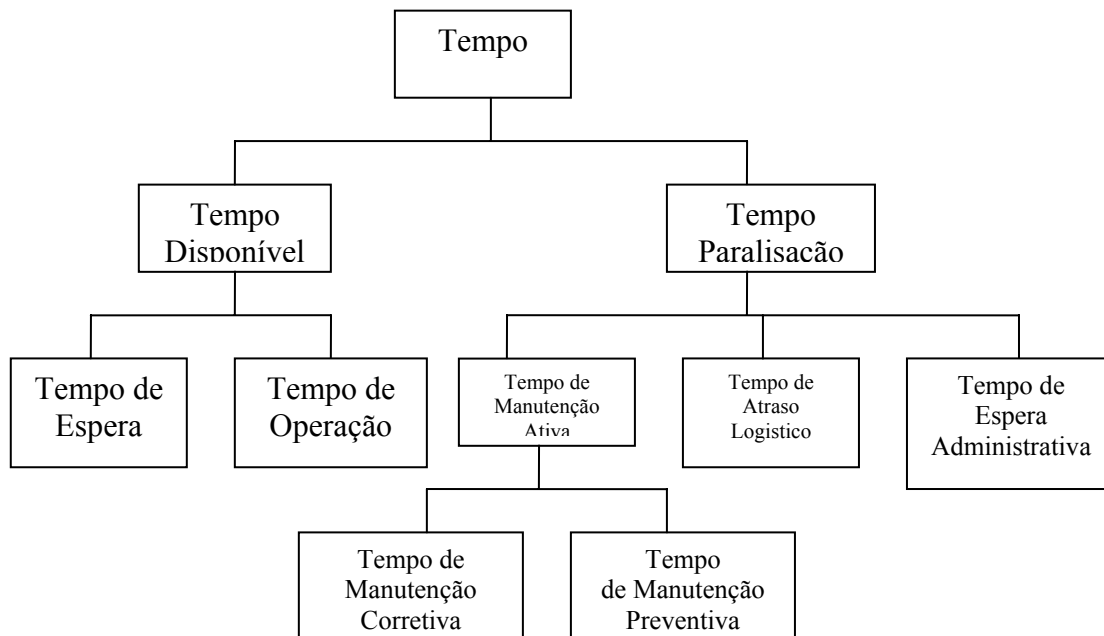 Tempo
Tempo
Disponível
Tempo
Paralisação
Tempo de
Espera
Tempo de
Operação
Tempo de
Manutenção
Ativa
Tempo de
Atraso
Logistico
Tempo de
Espera
Administrativa
Tempo de
Manutenção
Corretiva
Tempo
de Manutenção
Preventiva